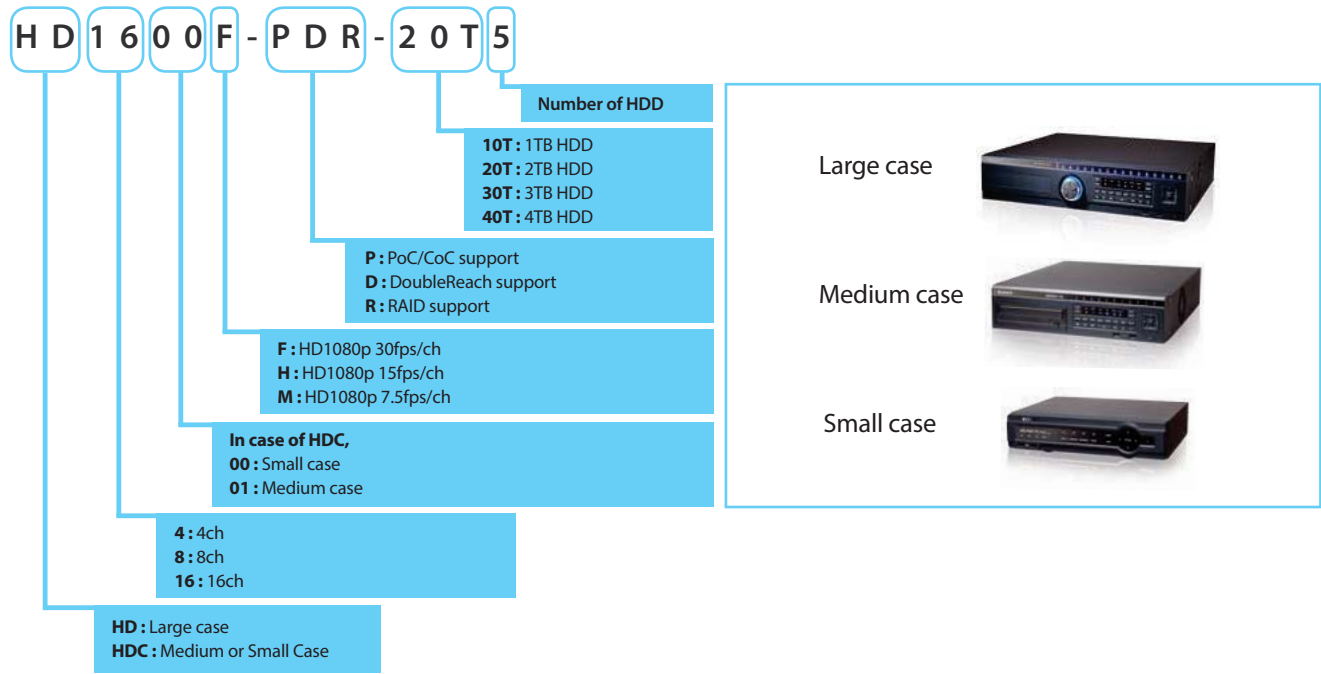 HD1600F-PDR-20T5
Number of HDD
10T : 1TB HDD
20T : 2TB HDD
30T : 3TB HDD
40T : 4TB HDD
P : PoC/CoC support
D : DoubleReach support
R : RAID support
F : HD1080p 30fps/ch
H : HD1080p 15fps/ch
M : HD1080p 7.5fps/ch
In case of HDC,
00 : Small case
01 : Medium case
4 : 4ch
8 : 8ch
16 : 16ch
HD : Large case
HDC : Medium or Small Case
Large case
Medium case
Small case